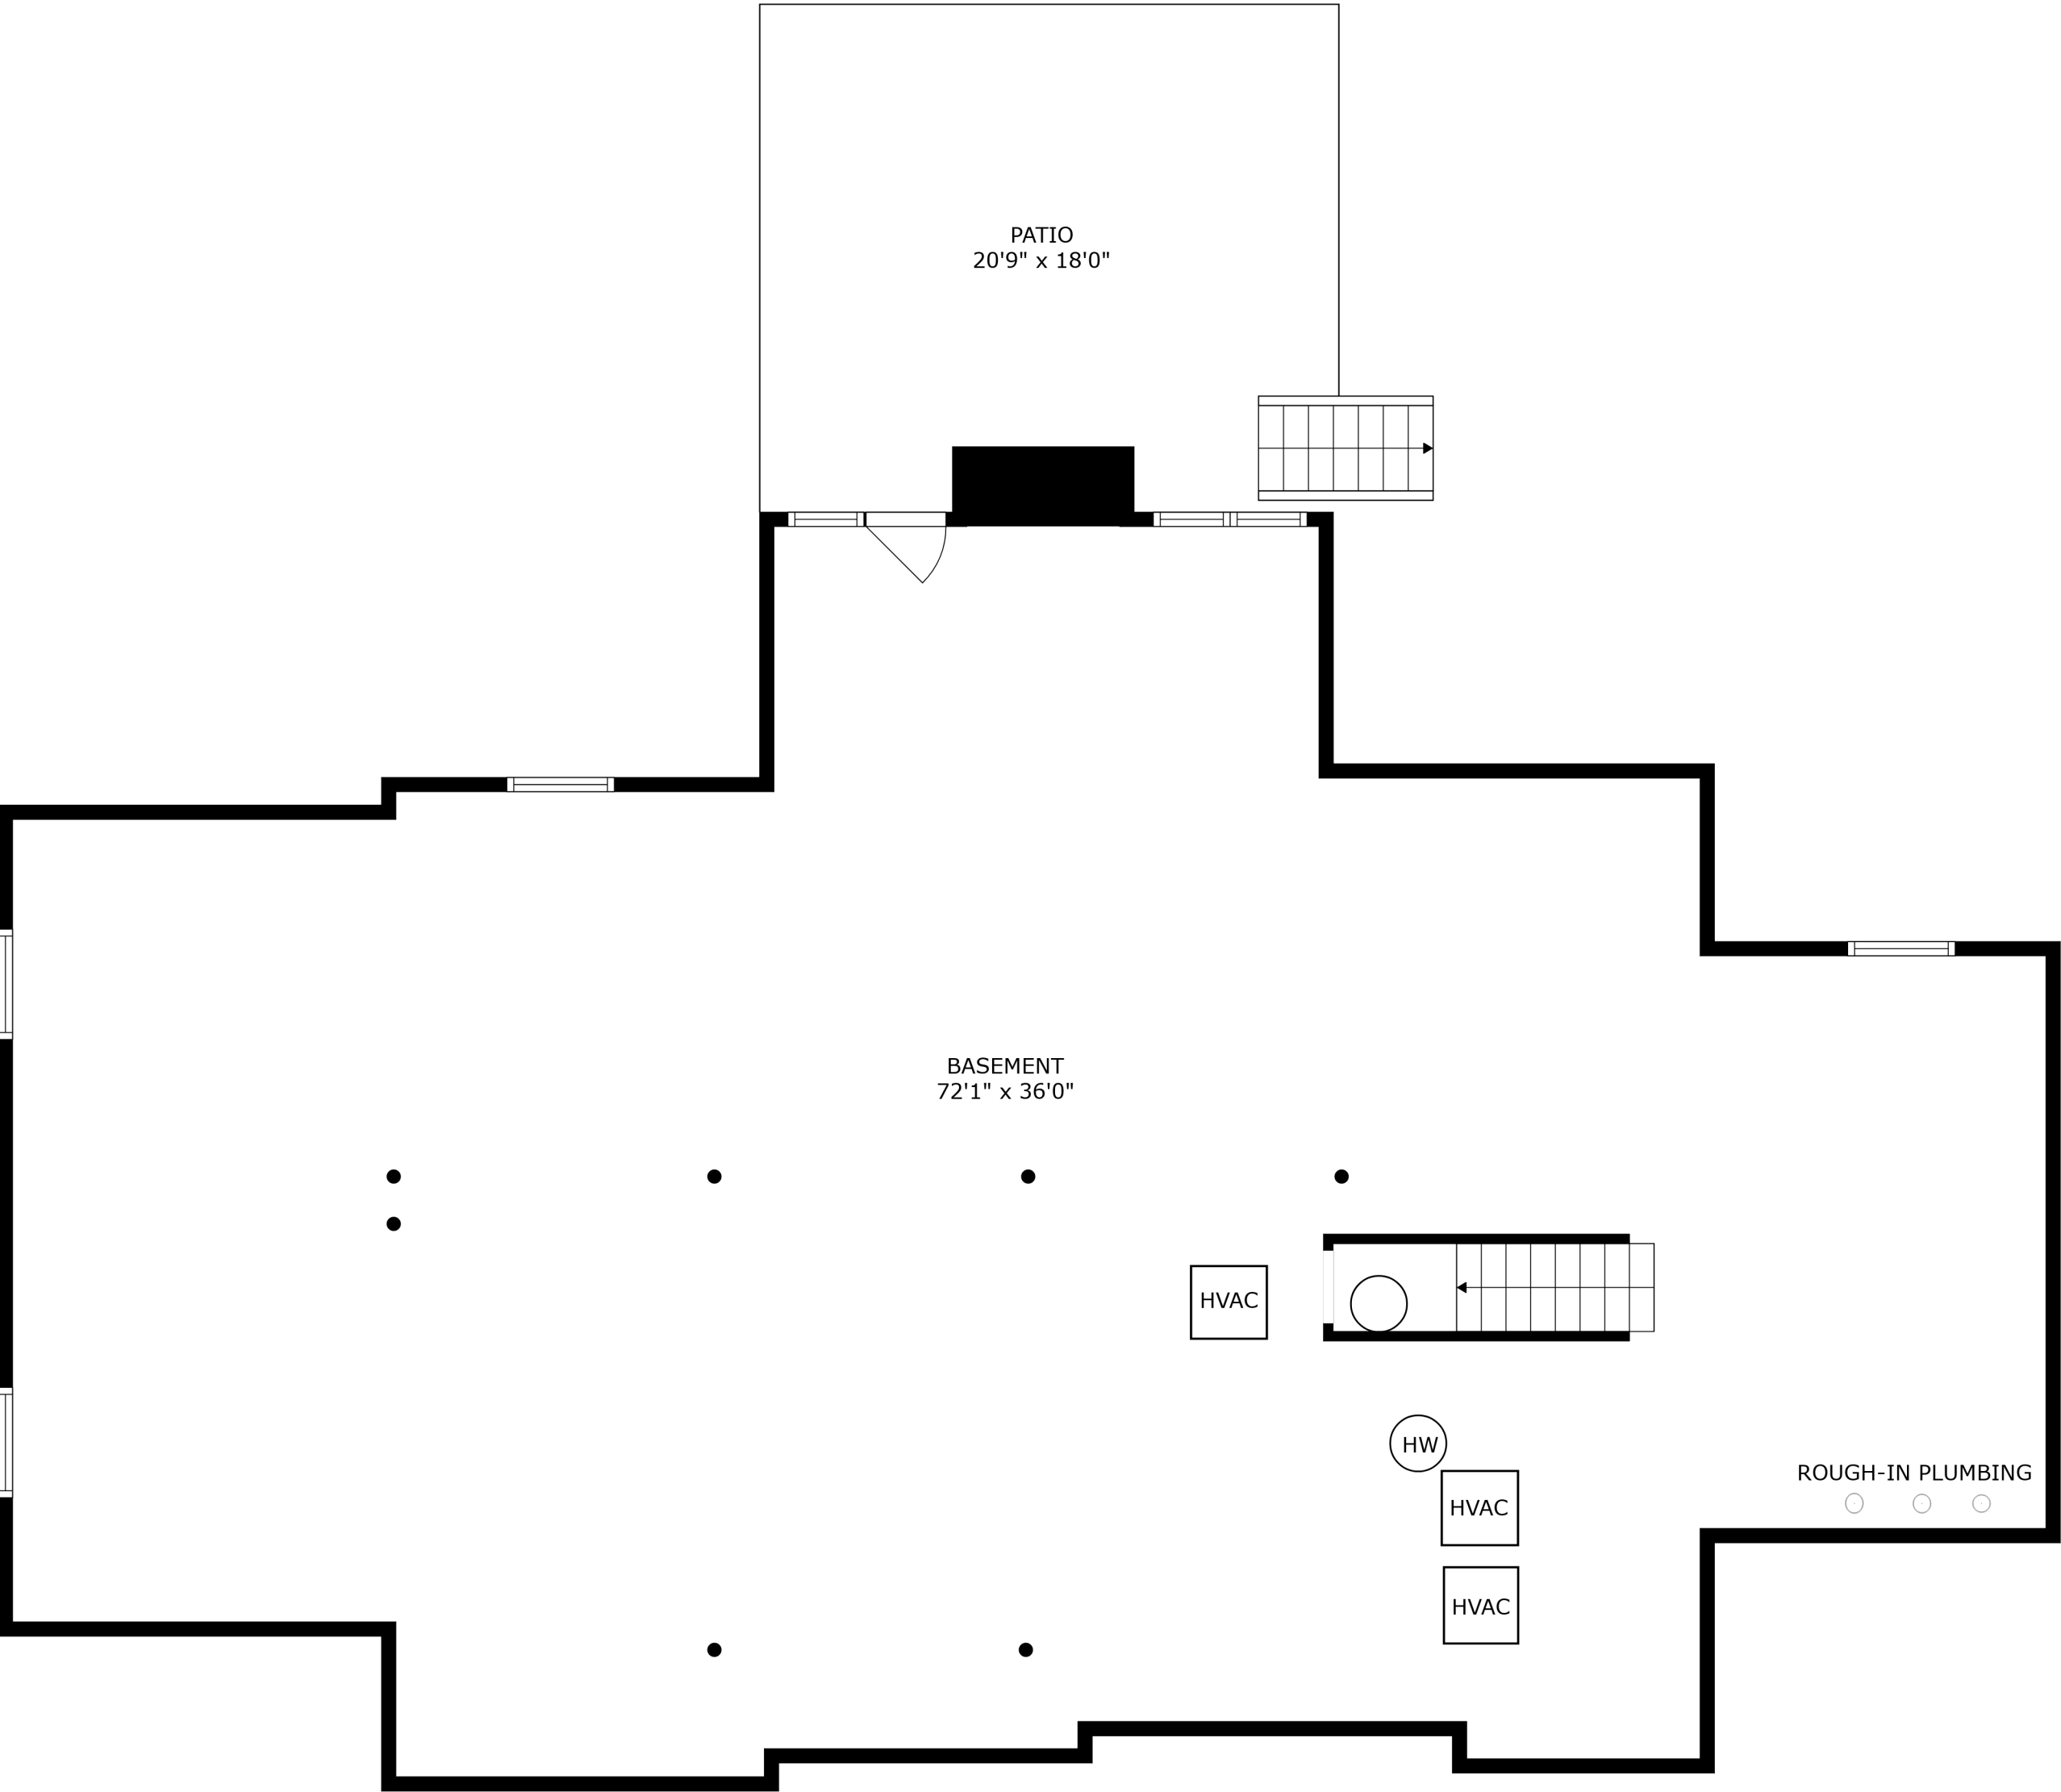 PATIO
20'9" x 18'0"
BASEMENT
72'1" x 36'0"
HVAC
HW
ROUGH-IN PLUMBING
HVAC
HVAC